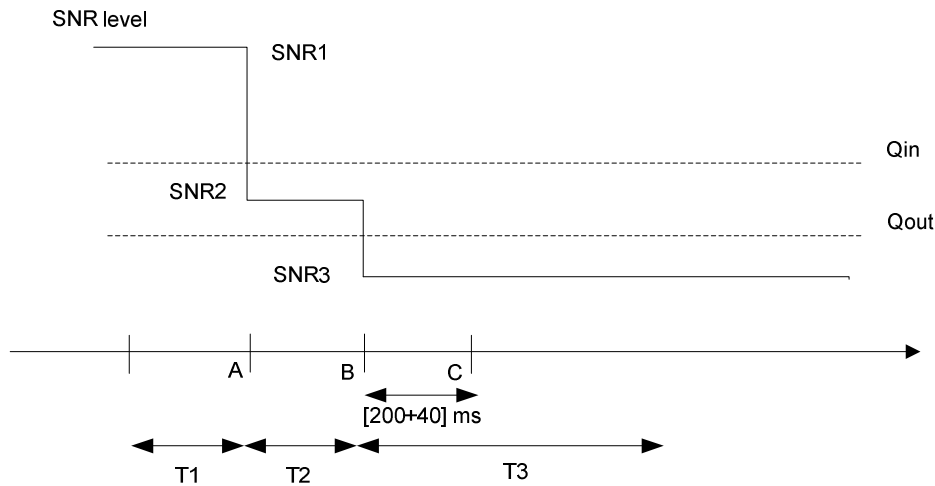 SNR level
SNR1
Qin
SNR2
Qout
SNR3
A
B
C
[200+40] ms
T1
T2
T3